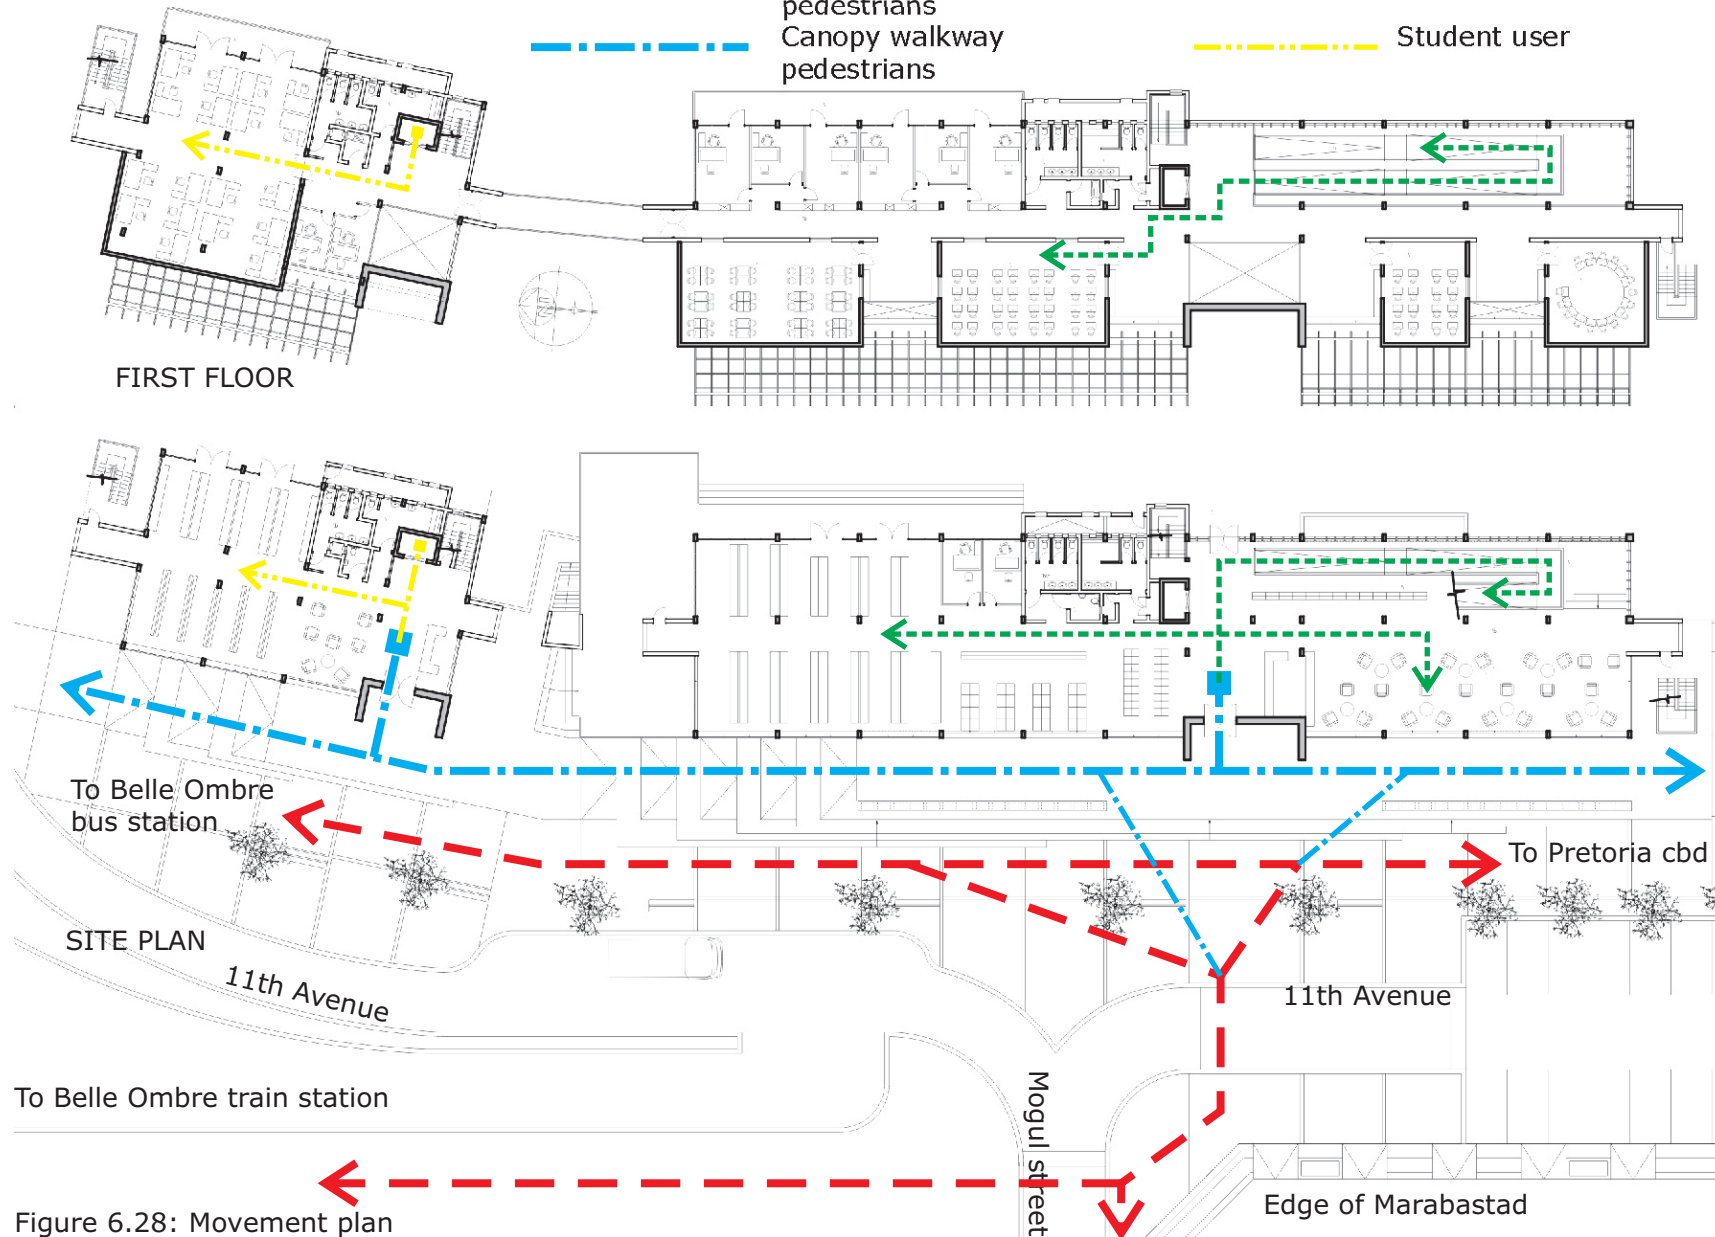 pedestrians
Canopy walkway
pedestrians
Student user
FIRST FLOOR
To Belle Ombre
bus station
To Pretoria cbd
SITE PLAN
11th Avenue
11th Avenue
To Belle Ombre train station
Mogul street
Edge of Marabastad
Figure 6.28: Movement plan